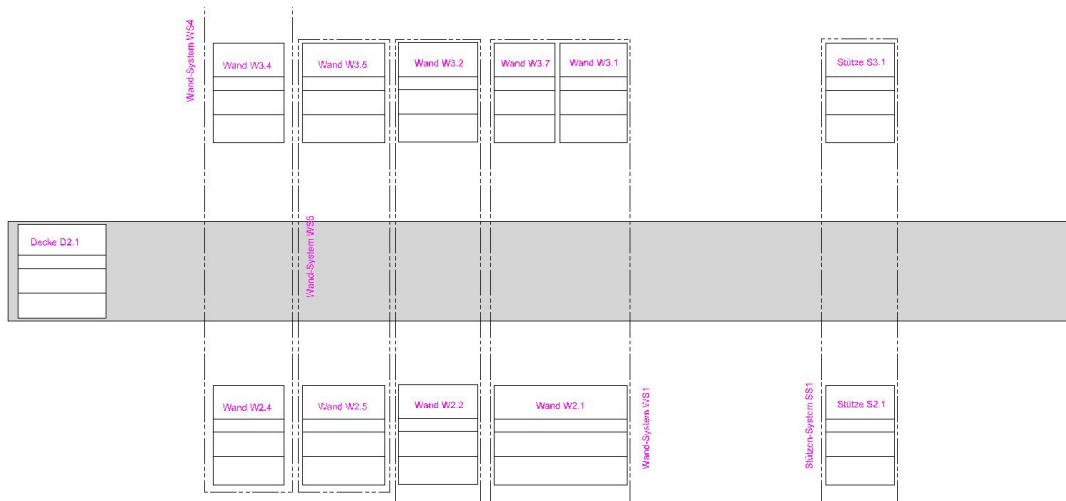 Wand-System WS4
Wand W3.4
Wand W3.5
Wand W3.2
Wand W3.7
Wand W3.1
Stütze S3.1
Decke D2.1
Wand-System WS5
Wand W2.4
Wand W2.5
Wand W2.2
Wand W2.1
Wand-System WS1
Stützen-System SS1
Stütze S2.1